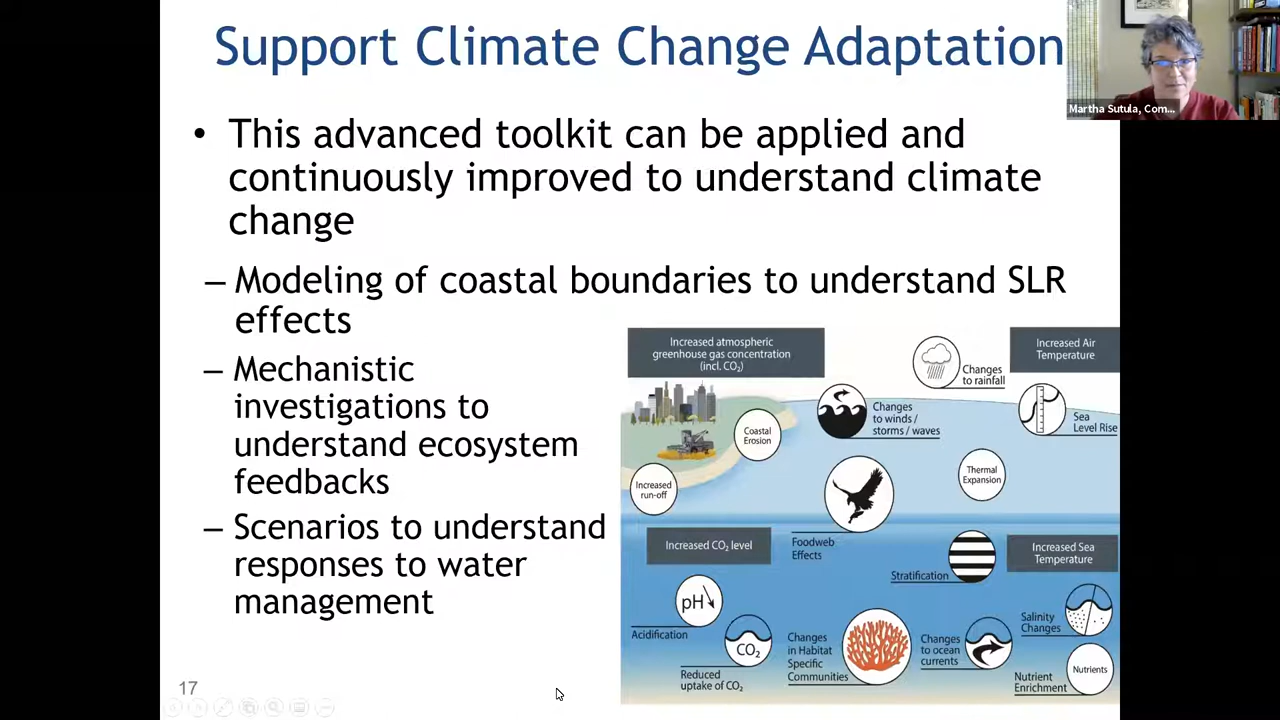 Support Climate Change Adaptation
Martha Sutula, Com...
• This advanced toolkit can be applied and
continuously improved to understand climate
change
– Modeling of coastal boundaries to understand SLR
effects
– Mechanistic
investigations to
understand ecosystem
feedbacks
– Scenarios to understand
responses to water
management
Increased atmospheric
greenhouse gas concentration
(incl. CO₂)
Changes
to rainfall
Increased Air
Temperature
Coastal
Erosion
Changes
to winds /
storms / waves
Sea
Level Rise
Increased
run-off
Thermal
Expansion
Increased CO₂ level
Foodweb
Effects
Stratification
Increased Sea
Temperature
pH
Acidification
CO₂
Reduced
uptake of CO₂
Changes
in Habitat
Specific
Communities
Changes
to ocean
currents
Salinity
Changes
Nutrients
Nutrient
Enrichment
17